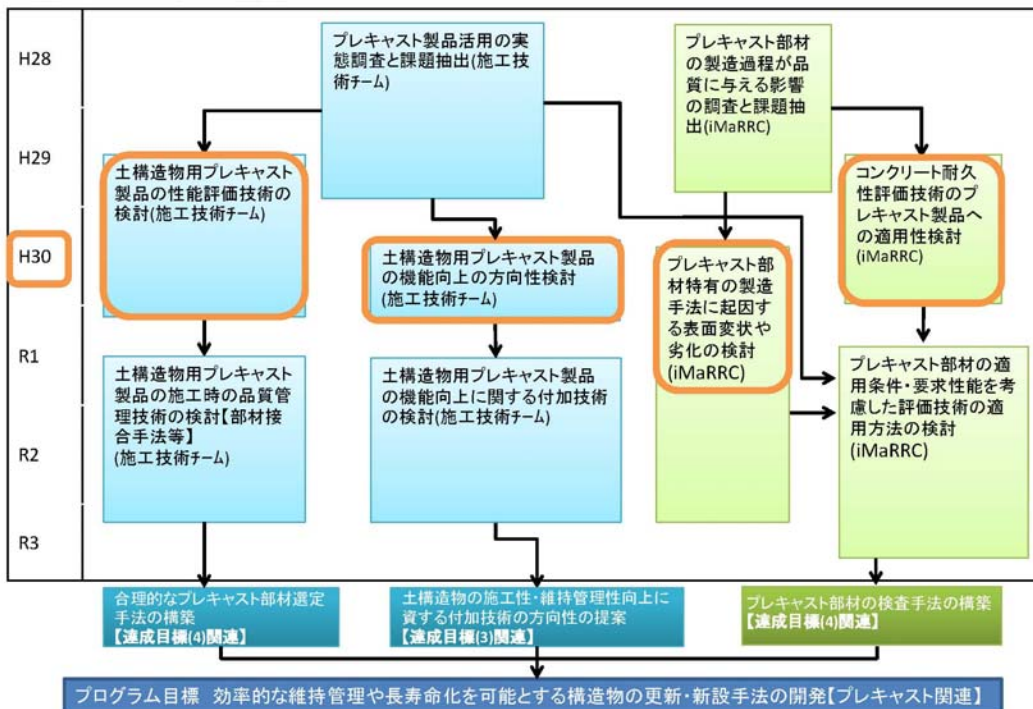 H28
H29
H30
R1
R2
R3
プレキャスト製品活用の実
態調査と課題抽出(施工技
術チーム)
プレキャスト部材
の製造過程が品
質に与える影響
の調査と課題抽
出(iMaRRC)
土構造物用プレキャスト
製品の性能評価技術の
検討(施工技術チーム)
土構造物用プレキャスト製品
の機能向上の方向性検討
(施工技術チーム)
プレキャスト部
材特有の製造
手法に起因す
る表面変状や
劣化の検討
(iMaRRC)
コンクリート耐久
性評価技術のプ
レキャスト製品へ
の適用性検討
(iMaRRC)
土構造物用プレキャスト
製品の施工時の品質管
理技術の検討【部材接
合手法等】
(施工技術チーム)
土構造物用プレキャスト製品
の機能向上に関する付加技術
の検討(施工技術チーム)
プレキャスト部材の適
用条件・要求性能を考
慮した評価技術の適
用方法の検討
(iMaRRC)
合理的なプレキャスト部材選定
手法の構築
【達成目標(4)関連】
土構造物の施工性・維持管理性向上に
資する付加技術の方向性の提案
【達成目標(3)関連】
プレキャスト部材の検査手法の構築
【達成目標(4)関連】
プログラム目標 効率的な維持管理や長寿命化を可能とする構造物の更新・新設手法の開発【プレキャスト関連】